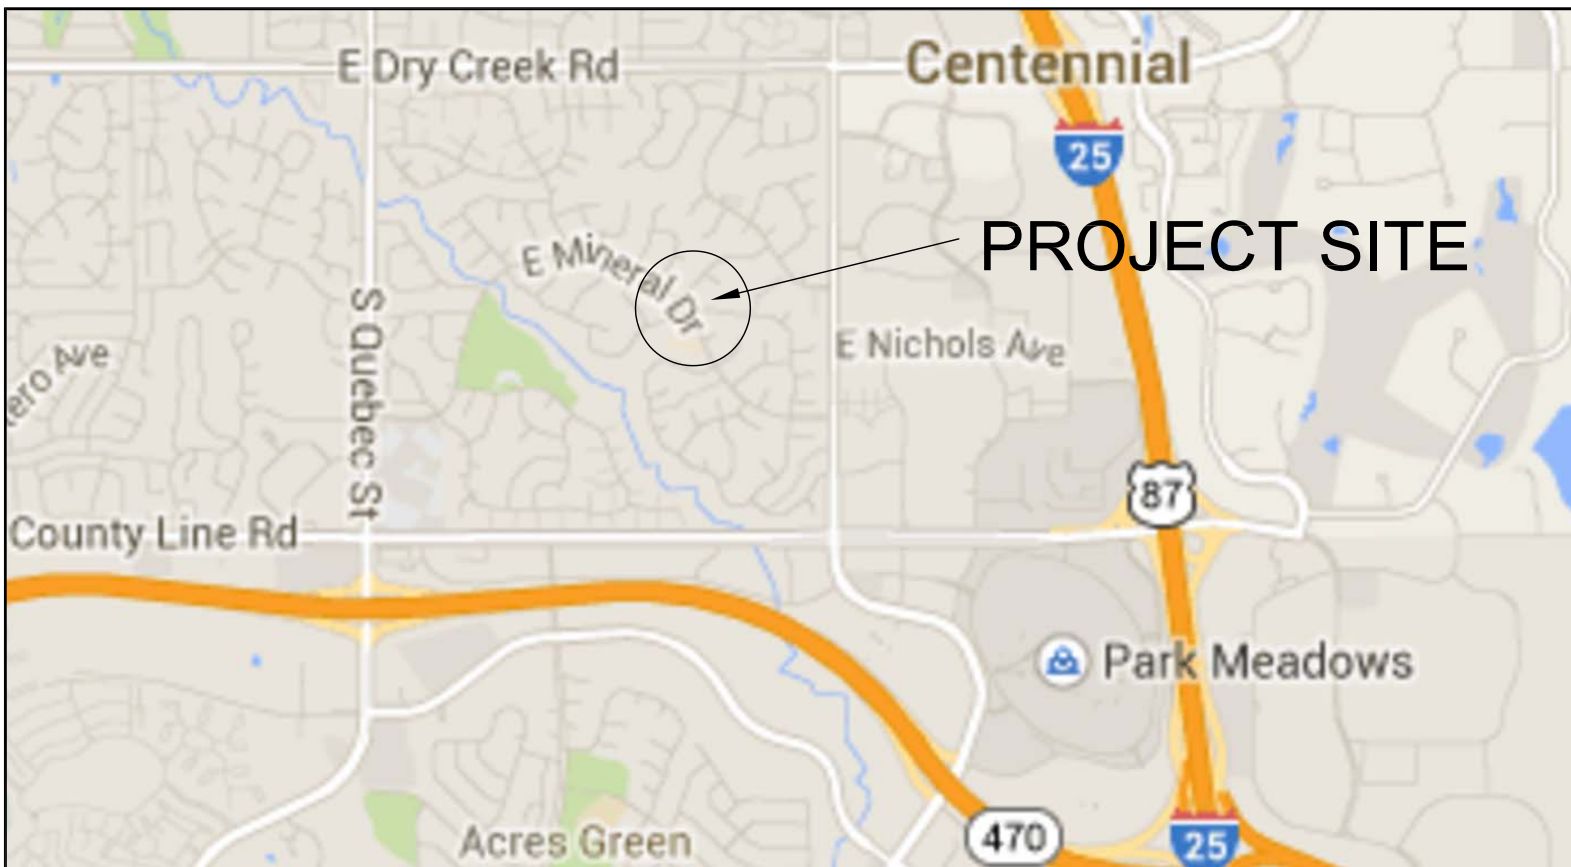 E Dry Creek Rd
Centennial
25
PROJECT SITE
E Mineral Dr
S Quebec St
E Nichols Ave
ero Ave
87
County Line Rd
Park Meadows
Acres Green
470
25